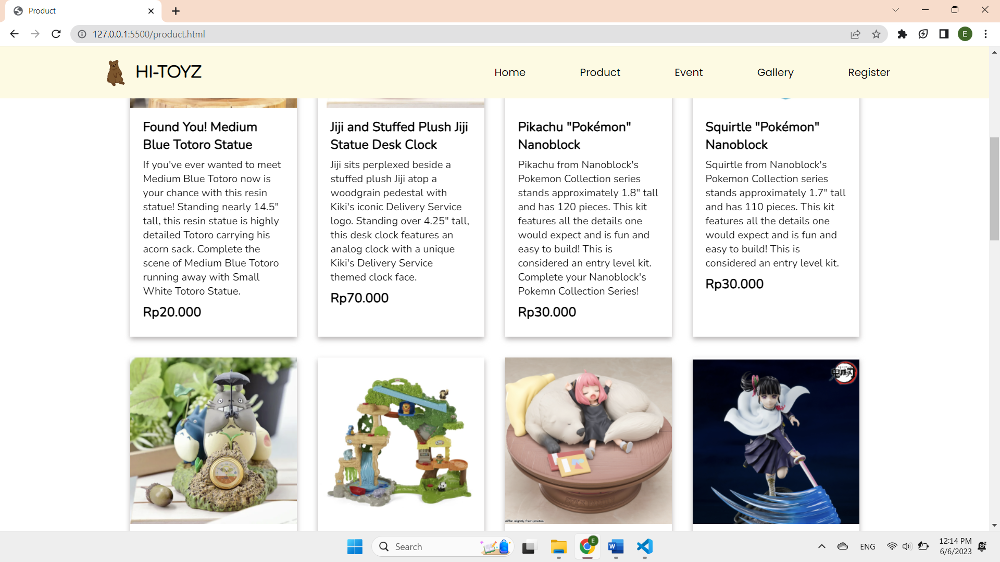 Product
127.0.0.1:5500/product.html
E
HI-TOYZ
Home
Product
Event
Gallery
Register
Found You! Medium
Blue Totoro Statue
If you've ever wanted to meet
Medium Blue Totoro now is
your chance with this resin
statue! Standing nearly 14.5"
tall, this resin statue is highly
detailed Totoro carrying his
acorn sack. Complete the
scene of Medium Blue Totoro
running away with Small
White Totoro Statue.
Rp20.000
Jiji and Stuffed Plush Jiji
Statue Desk Clock
Jiji sits perplexed beside a
stuffed plush Jiji atop a
woodgrain pedestal with
Kiki's iconic Delivery Service
logo. Standing over 4.25" tall,
this desk clock features an
analog clock with a unique
Kiki's Delivery Service
themed clock face.
Rp70.000
Pikachu "Pokémon"
Nanoblock
Pikachu from Nanoblock's
Pokemon Collection series
stands approximately 1.8" tall
and has 120 pieces. This kit
features all the details one
would expect and is fun and
easy to build! This is
considered an entry level kit.
Complete your Nanoblock's
Pokemn Collection Series!
Rp30.000
Squirtle "Pokémon"
Nanoblock
Squirtle from Nanoblock's
Pokemon Collection series
stands approximately 1.7" tall
and has 110 pieces. This kit
features all the details one
would expect and is fun and
easy to build! This is
considered an entry level kit.
Rp30.000
differ slightly from photos.
鬼滅刃
Search
E
W
ENG
12:14 PM
6/6/2023